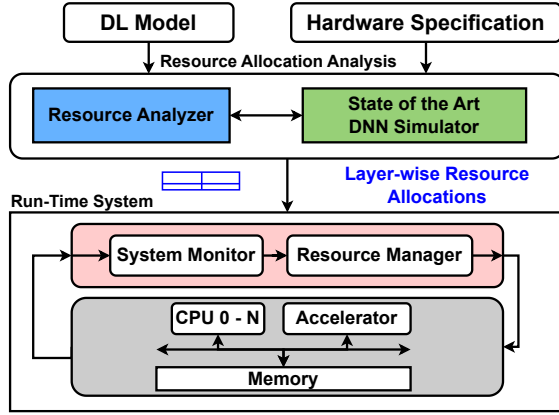 DL Model
Hardware Specification
Resource Allocation Analysis
Resource Analyzer
State of the Art
DNN Simulator
Layer-wise Resource
Allocations
Run-Time System
System Monitor
Resource Manager
CPU 0 - N
Accelerator
Memory